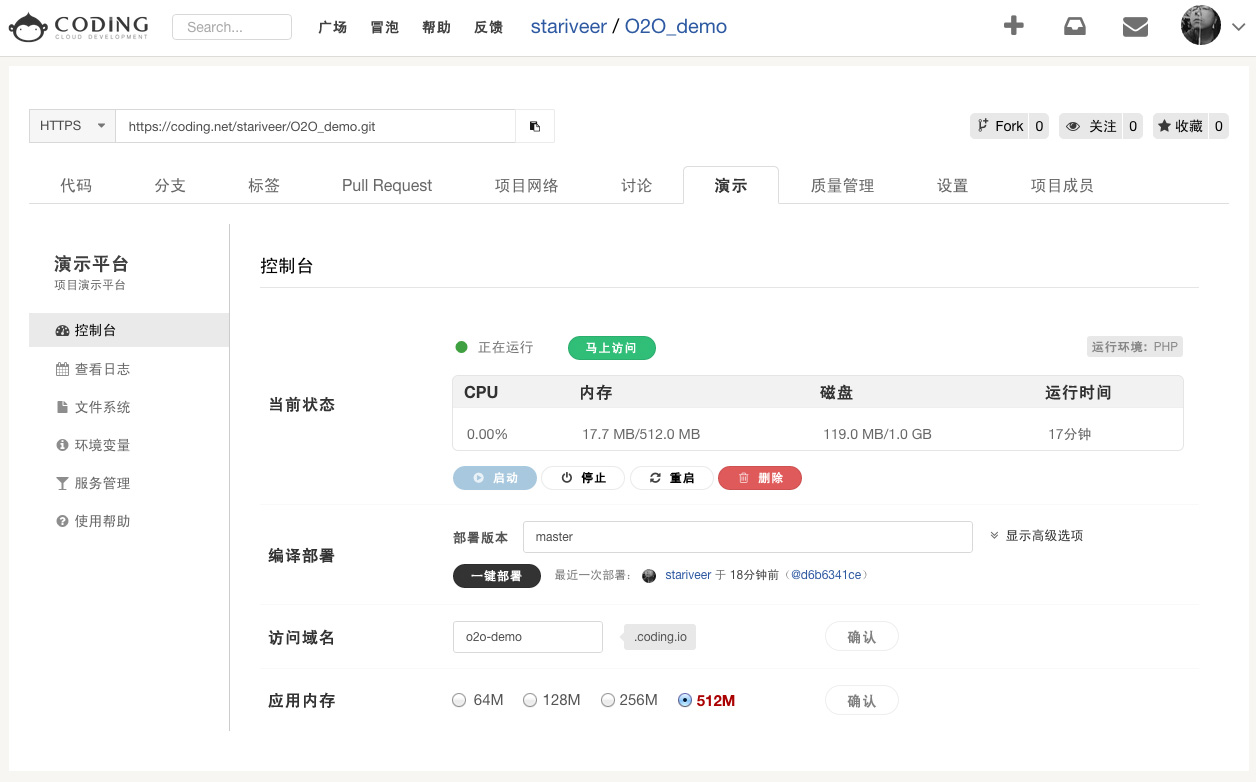 CODING
CLOUD DEVELOPMENT
Search...
广场 冒泡 帮助 反馈 stariveer / O2O_demo
HTTPS https://coding.net/stariveer/O2O_demo.git
Fork 0 关注 0 收藏 0
代码 分支 标签 Pull Request 项目网络 讨论 演示 质量管理 设置 项目成员
演示平台
项目演示平台
控制台
查看日志
文件系统
环境变量
服务管理
使用帮助
控制台
当前状态
正在运行 马上访问 运行环境: PHP
CPU 内存 磁盘 运行时间
0.00% 17.7 MB/512.0 MB 119.0 MB/1.0 GB 17分钟
启动 停止 重启 删除
编译部署
部署版本 master 显示高级选项
一键部署 最近一次部署: stariveer 于 18分钟前（@d6b6341ce）
访问域名 o2o-demo .coding.io 确认
应用内存 64M 128M 256M 512M 确认